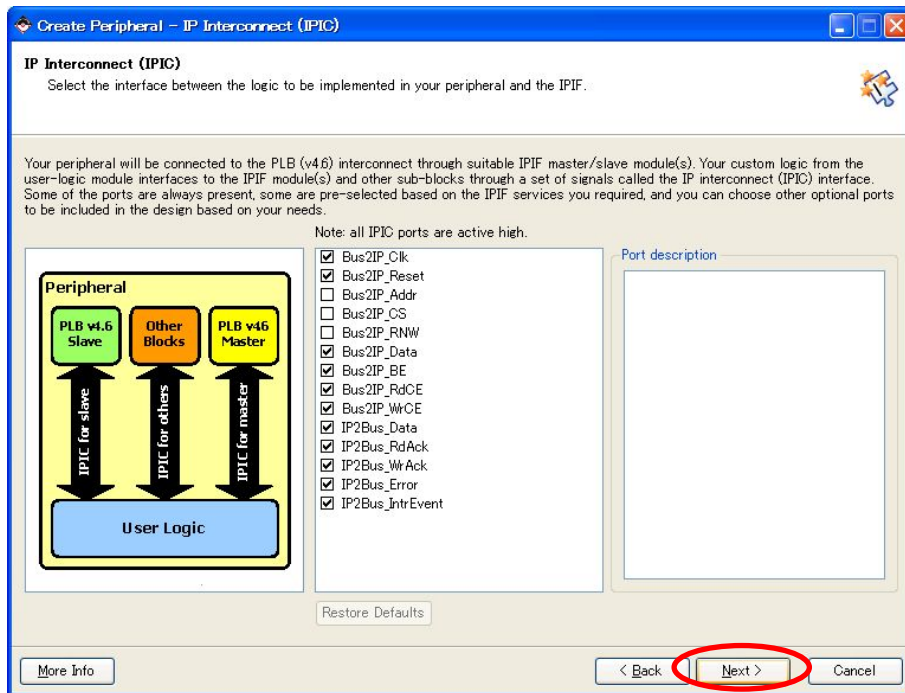 Create Peripheral - IP Interconnect (IPIC)
IP Interconnect (IPIC)
Select the interface between the logic to be implemented in your peripheral and the IPIF.
Your peripheral will be connected to the PLB (v4.6) interconnect through suitable IPIF master/slave module(s). Your custom logic from the
user-logic module interfaces to the IPIF module(s) and other sub-blocks through a set of signals called the IP interconnect (IPIC) interface.
Some of the ports are always present, some are pre-selected based on the IPIF services you required, and you can choose other optional ports
to be included in the design based on your needs.
Note: all IPIC ports are active high.
Peripheral
PLB v4.6
Slave
Other
Blocks
PLB v46
Master
IPIC for slave
IPIC for others
IPIC for master
User Logic
Bus2IP_Clk
Bus2IP_Reset
Bus2IP_Addr
Bus2IP_CS
Bus2IP_RNW
Bus2IP_Data
Bus2IP_BE
Bus2IP_RdCE
Bus2IP_WrCE
IP2Bus_Data
IP2Bus_RdAck
IP2Bus_WrAck
IP2Bus_Error
IP2Bus_IntrEvent
Port description
Restore Defaults
More Info
< Back
Next >
Cancel